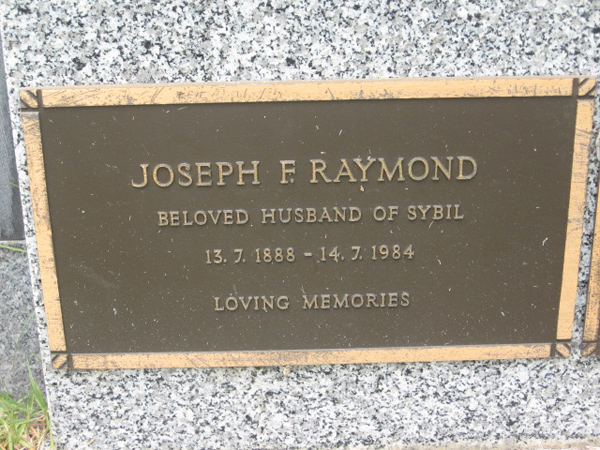 JOSEPH F. RAYMOND
BELOVED HUSBAND OF SYBIL
13.7.1888 - 14.7.1984
LOVING MEMORIES